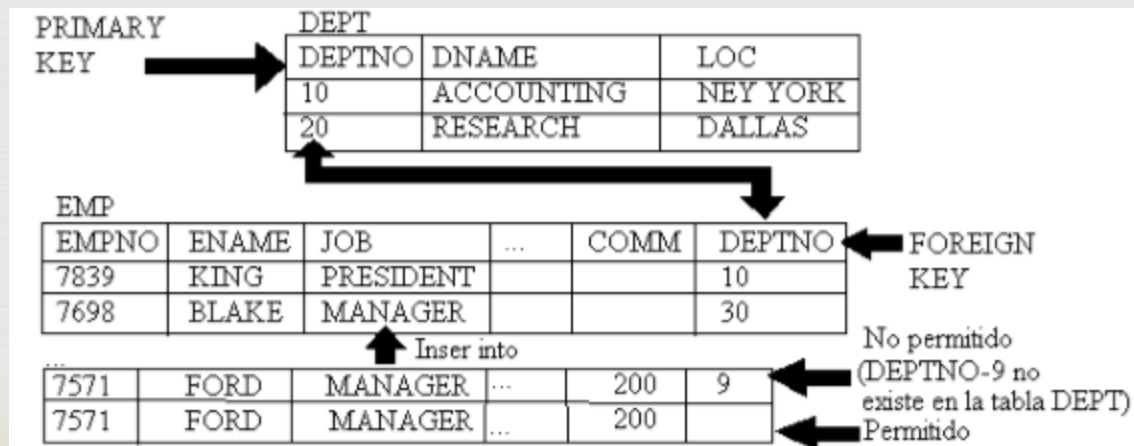 PRIMARY KEY
DEPT
DEPTNO DNAME LOC
10 ACCOUNTING NEY YORK
20 RESEARCH DALLAS
EMP
EMPNO ENAME JOB ... COMM DEPTNO
7839 KING PRESIDENT 10
7698 BLAKE MANAGER 30
FOREIGN KEY
Inser into
...
7571 FORD MANAGER ... 200 9
7571 FORD MANAGER ... 200
No permitido
(DEPTNO-9 no
existe en la tabla DEPT)
Permitido